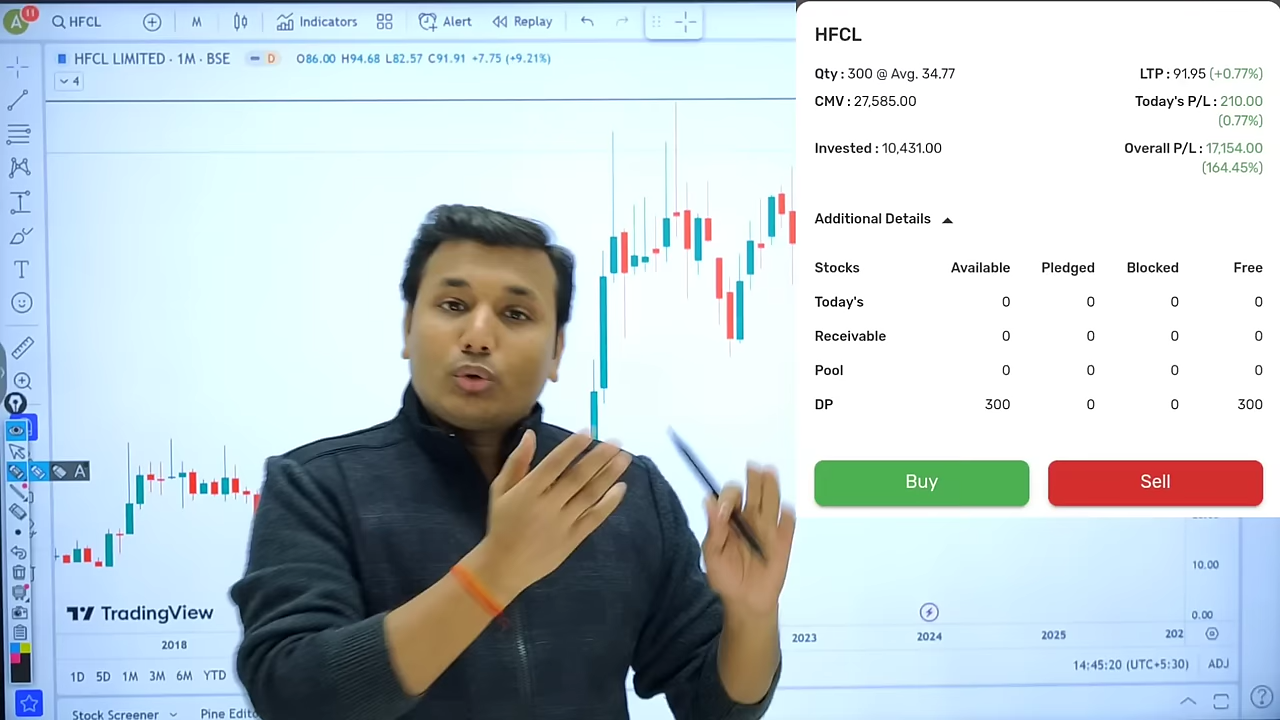 A
11
HFCL
M
Indicators
Alert
Replay
HFCL LIMITED · 1M · BSE
D
O86.00 H94.68 L82.57 C91.91 +7.75 (+9.21%)
4
T
A
TradingView
2018
2023
2024
2025
202
10.00
0.00
1D 5D 1M 3M 6M YTD
14:45:20 (UTC+5:30)
ADJ
Stock Screener
Pine Edito
HFCL
Qty : 300 @ Avg. 34.77
LTP : 91.95 (+0.77%)
CMV : 27,585.00
Today's P/L : 210.00
(0.77%)
Invested : 10,431.00
Overall P/L : 17,154.00
(164.45%)
Additional Details
Stocks Available Pledged Blocked Free
Today's 0 0 0 0
Receivable 0 0 0 0
Pool 0 0 0 0
DP 300 0 0 300
Buy
Sell